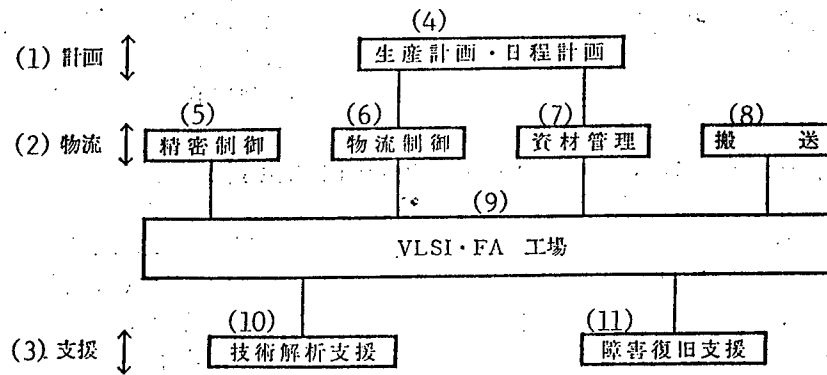 (4)
(1) 計画 生産計画・日程計画
(5) (6) (7) (8)
(2) 物流 精密制御 物流制御 資材管理 搬送
(9)
VLSI・FA 工場
(10) (11)
(3) 支援 技術解析支援 障害復旧支援